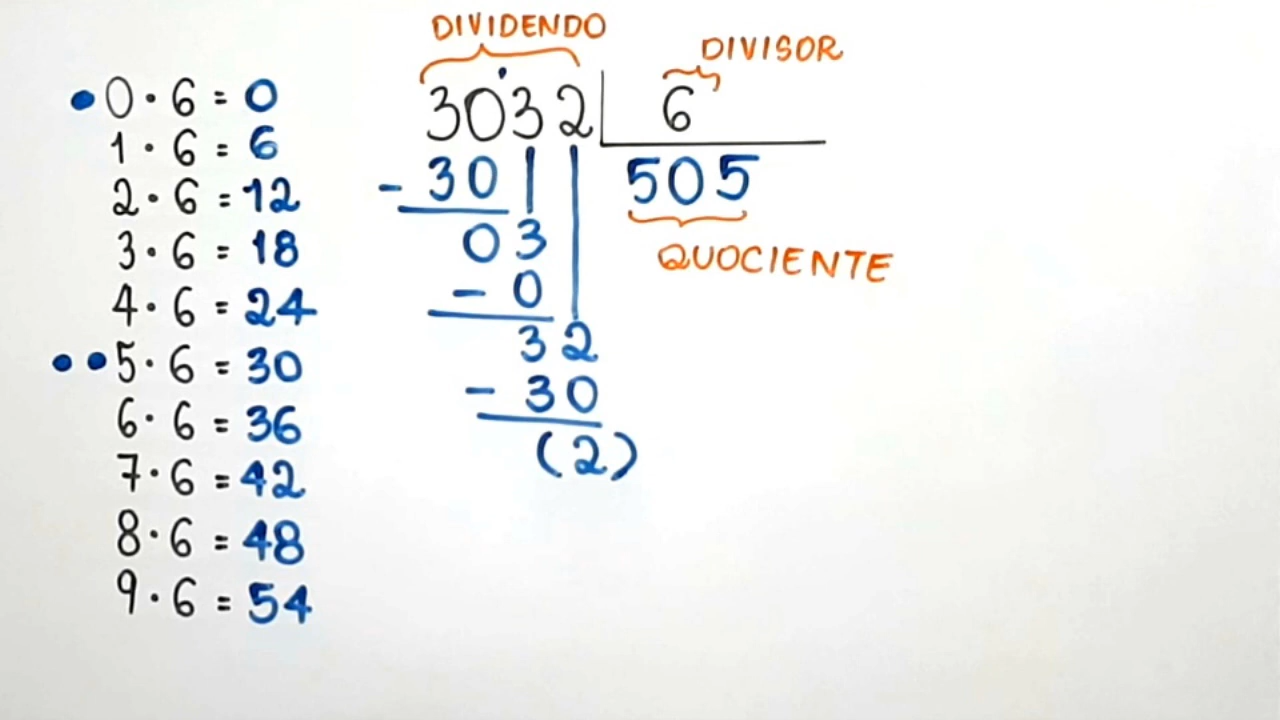 DIVIDENDO
DIVISOR
3032 6
- 30 505
QUOCIENTE
03
- 0
32
- 30
(2)
0 · 6 = 0
1 · 6 = 6
2 · 6 = 12
3 · 6 = 18
4 · 6 = 24
5 · 6 = 30
6 · 6 = 36
7 · 6 = 42
8 · 6 = 48
9 · 6 = 54